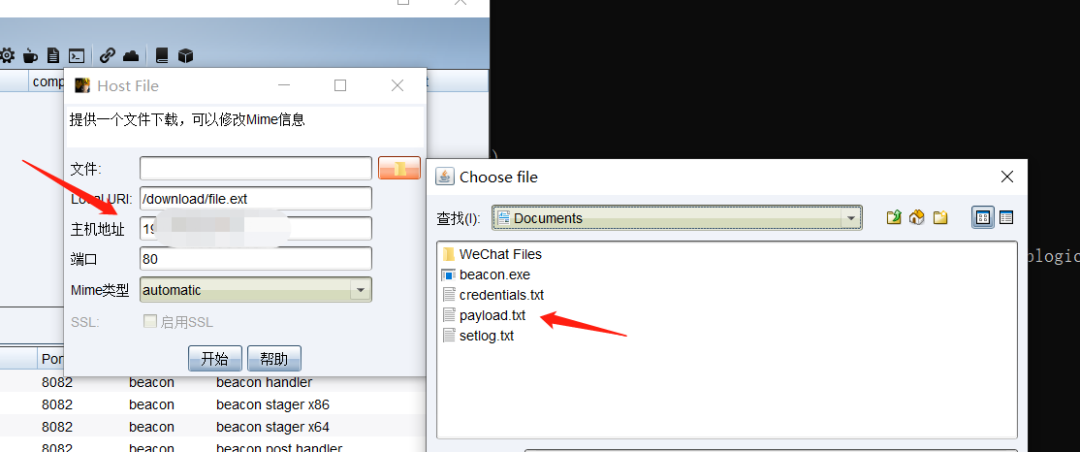 comp
Host File
提供一个文件下载，可以修改Mime信息
文件:
Local URI: /download/file.ext
主机地址 19
端口 80
Mime类型 automatic
SSL: 启用SSL
开始 帮助
Choose file
查找(I): Documents
WeChat Files
beacon.exe
credentials.txt
payload.txt
setlog.txt
ologic
Por
8082 beacon beacon handler
8082 beacon beacon stager x86
8082 beacon beacon stager x64
8082 beacon beacon post handler